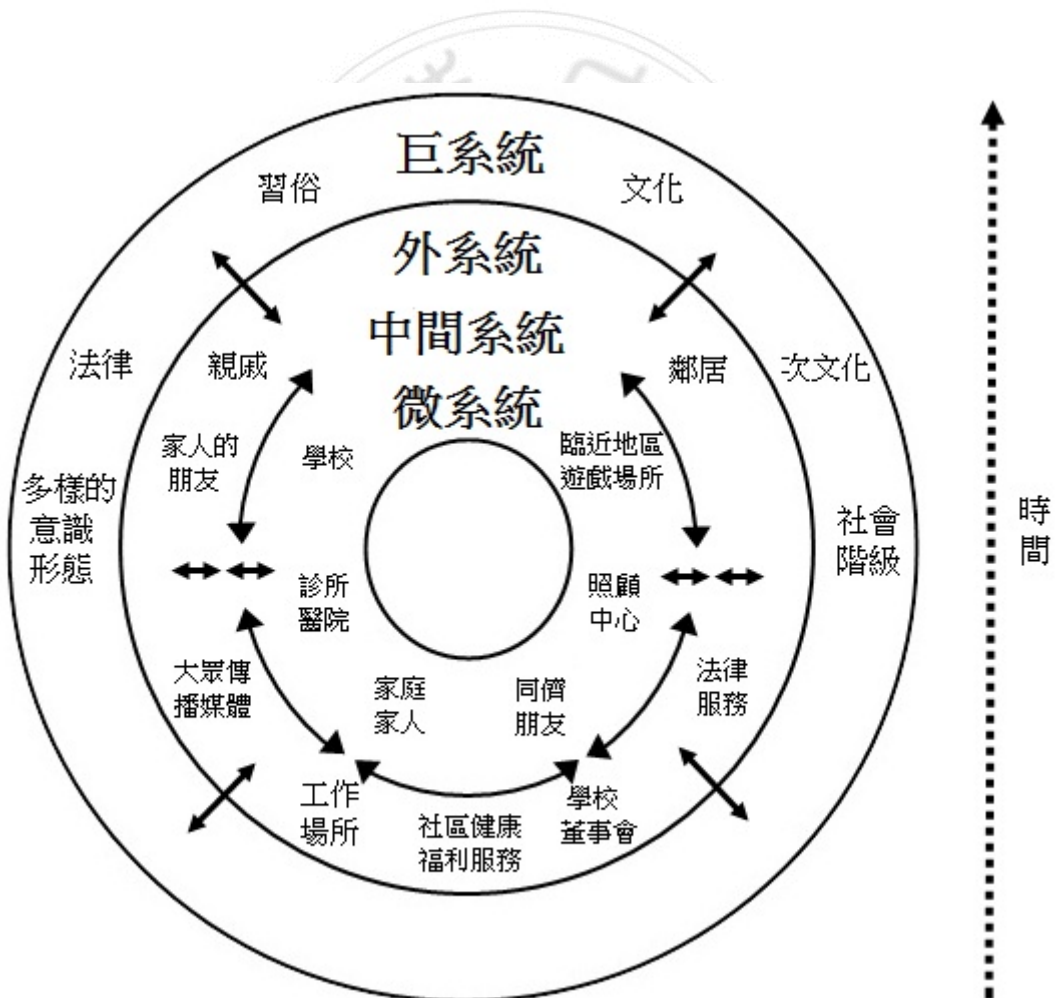 巨系統
習俗
文化
外系統
中間系統
法律
親戚
鄰居
次文化
微系統
家人的
朋友
學校
臨近地區
遊戲場所
多樣的
意識
形態
社會
階級
時
間
診所
醫院
照顧
中心
大眾傳
播媒體
家庭
家人
同儕
朋友
法律
服務
工作
場所
社區健康
福利服務
學校
董事會